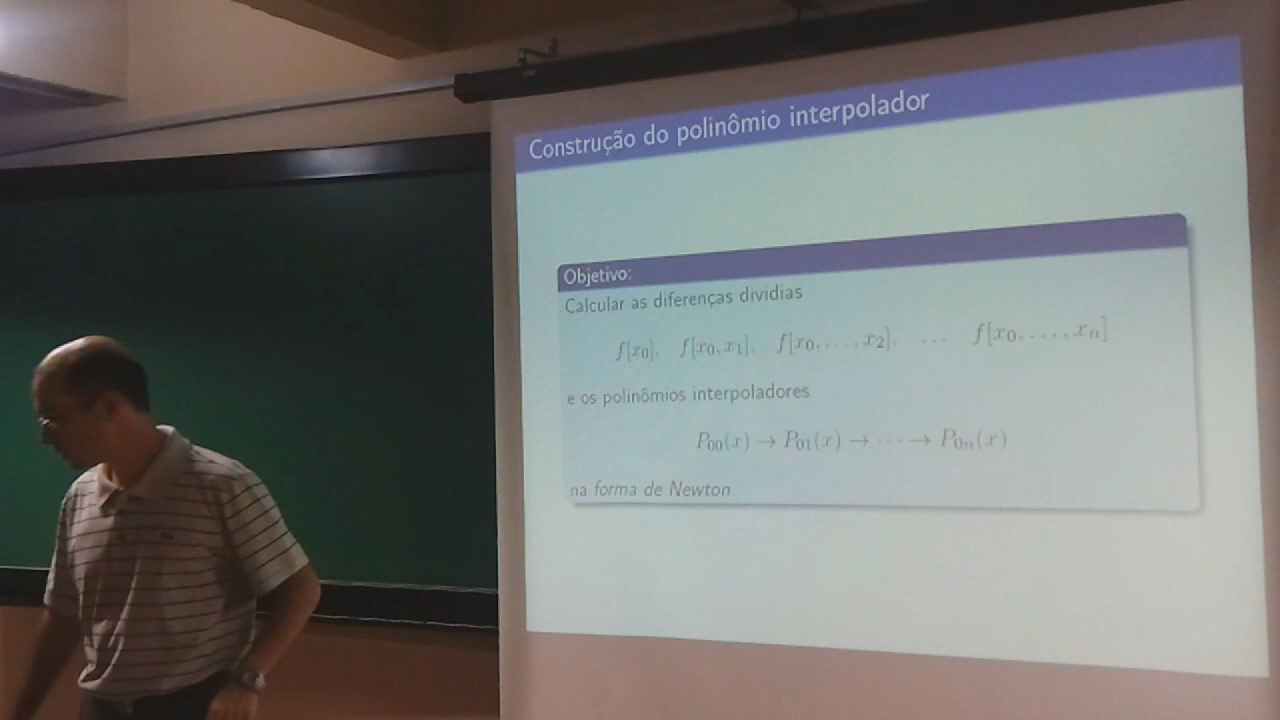 Construção do polinômio interpolador
Objetivo:
Calcular as diferenças dividias
f[x₀], f[x₀, x₁], f[x₀, . . . , x₂], . . . . f[x₀, . . . , xₙ]
e os polinômios interpoladores
P₀₀(x) → P₀₁(x) → · · · → P₀ₙ(x)
na forma de Newton